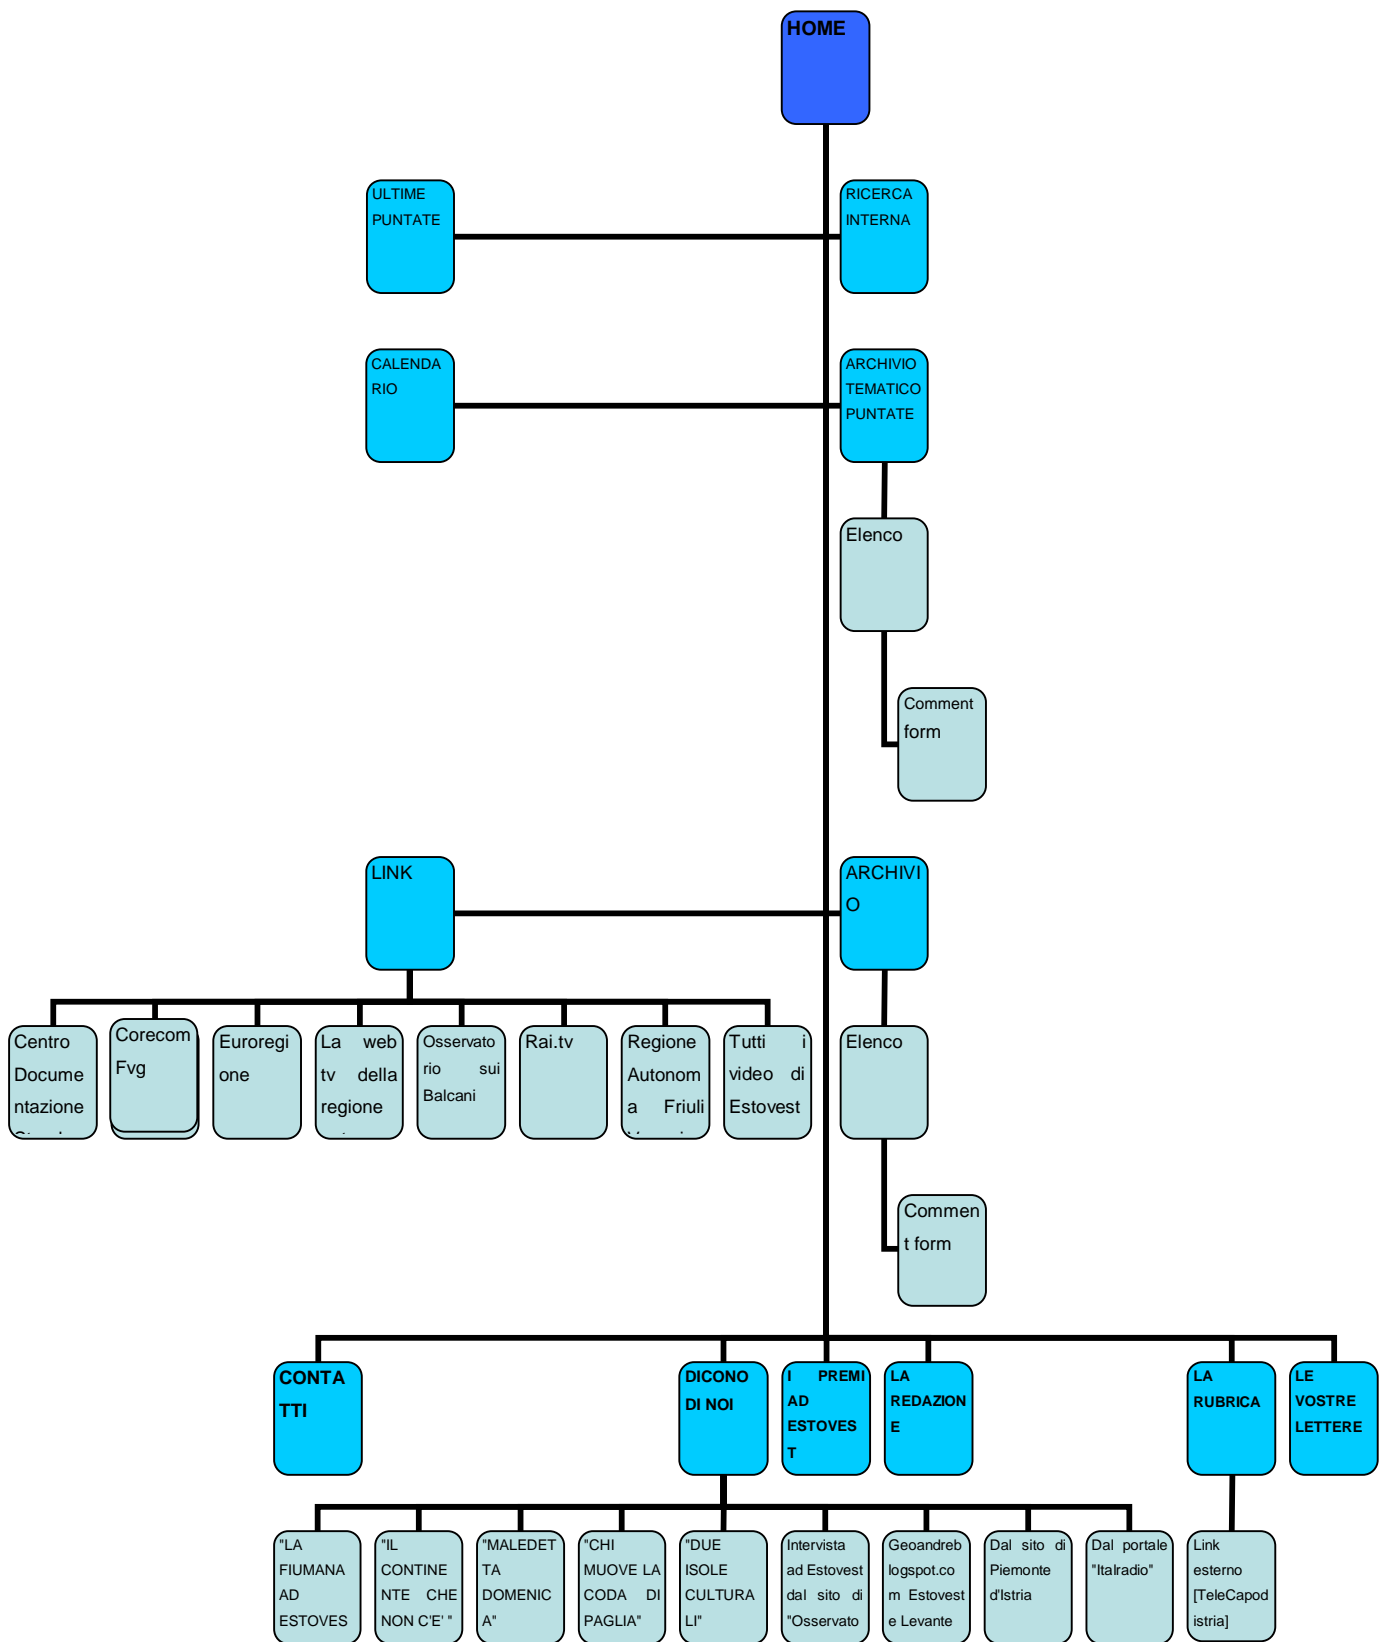 HOME
ULTIME
PUNTATE
RICERCA
INTERNA
CALENDA
RIO
ARCHIVIO
TEMATICO
PUNTATE
Elenco
Comment
form
LINK
ARCHIVI
O
Centro
Docume
ntazione
Corecom
Fvg
Euroregi
one
La web
tv della
regione
Osservato
rio sui
Balcani
Rai.tv
Regione
Autonom
a Friuli
Tutti i
video di
Estovest
Elenco
Commen
t form
CONTA
TTI
DICONO
DI NOI
I PREMI
AD
ESTOVES
T
LA
REDAZION
E
LA
RUBRICA
LE
VOSTRE
LETTERE
"LA
FIUMANA
AD
ESTOVES
"IL
CONTINE
NTE CHE
NON C'E' "
"MALEDET
TA
DOMENIC
A"
"CHI
MUOVE LA
CODA DI
PAGLIA"
"DUE
ISOLE
CULTURA
LI"
Intervista
ad Estovest
dal sito di
"Osservato
Geoandreb
logspot.co
m Estovest
e Levante
Dal sito di
Piemonte
d'Istria
Dal portale
"Italradio"
Link
esterno
[TeleCapod
istria]